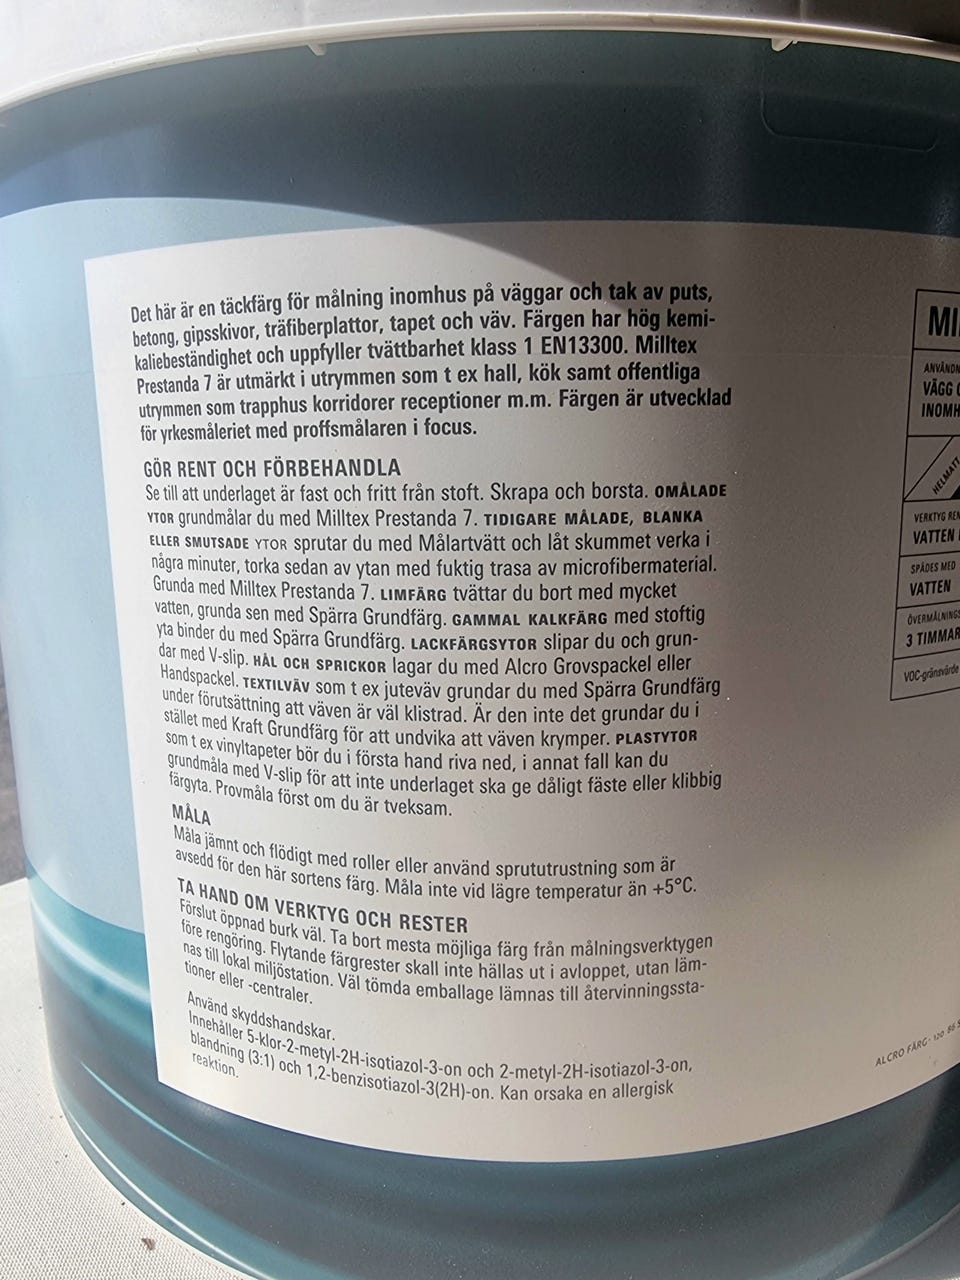 Det här är en täckfärg för målning inomhus på väggar och tak av puts,
betong, gipsskivor, träfiberplattor, tapet och väv. Färgen har hög kemi-
kaliebeständighet och uppfyller tvättbarhet klass 1 EN13300. Milltex
Prestanda 7 är utmärkt i utrymmen som t ex hall, kök samt offentliga
utrymmen som trapphus korridorer receptioner m.m. Färgen är utvecklad
för yrkesmåleriet med proffsmålaren i focus.
GÖR RENT OCH FÖRBEHANDLA
Se till att underlaget är fast och fritt från stoft. Skrapa och borsta. OMÅLADE
YTOR grundmålar du med Milltex Prestanda 7. TIDIGARE MÅLADE, BLANKA
ELLER SMUTSADE YTOR sprutar du med Målartvätt och låt skummet verka i
några minuter, torka sedan av ytan med fuktig trasa av microfibermaterial.
Grunda med Milltex Prestanda 7. LIMFÄRG tvättar du bort med mycket
vatten, grunda sen med Spärra Grundfärg. GAMMAL KALKFÄRG med stoftig
yta binder du med Spärra Grundfärg. LACKFÄRGSYTOR slipar du och grun-
dar med V-slip. HÅL OCH SPRICKOR lagar du med Alcro Grovspackel eller
Handspackel. TEXTILVÄV som t ex juteväv grundar du med Spärra Grundfärg
under förutsättning att väven är väl klistrad. Är den inte det grundar du i
stället med Kraft Grundfärg för att undvika att väven krymper. PLASTYTOR
som t ex vinyltapeter bör du i första hand riva ned, i annat fall kan du
grundmåla med V-slip för att inte underlaget ska ge dåligt fäste eller klibbig
färgyta. Provmåla först om du är tveksam.
MÅLA
Måla jämnt och flödigt med roller eller använd sprututrustning som är
avsedd för den här sortens färg. Måla inte vid lägre temperatur än +5°C.
TA HAND OM VERKTYG OCH RESTER
Förslut öppnad burk väl. Ta bort mesta möjliga färg från målningsverktygen
före rengöring. Flytande färgrester skall inte hällas ut i avloppet, utan läm-
nas till lokal miljöstation. Väl tömda emballage lämnas till återvinningssta-
tioner eller -centraler.
Använd skyddshandskar.
Innehåller 5-klor-2-metyl-2H-isotiazol-3-on och 2-metyl-2H-isotiazol-3-on,
blandning (3:1) och 1,2-benzisotiazol-3(2H)-on. Kan orsaka en allergisk
reaktion.
VÄGG
HELMATT
VERKTYG
VATTEN
SPÄDES MED
VATTEN
3 TIMMAR
VOC-gränsvärde
ALCRO FÄRG · 120 86